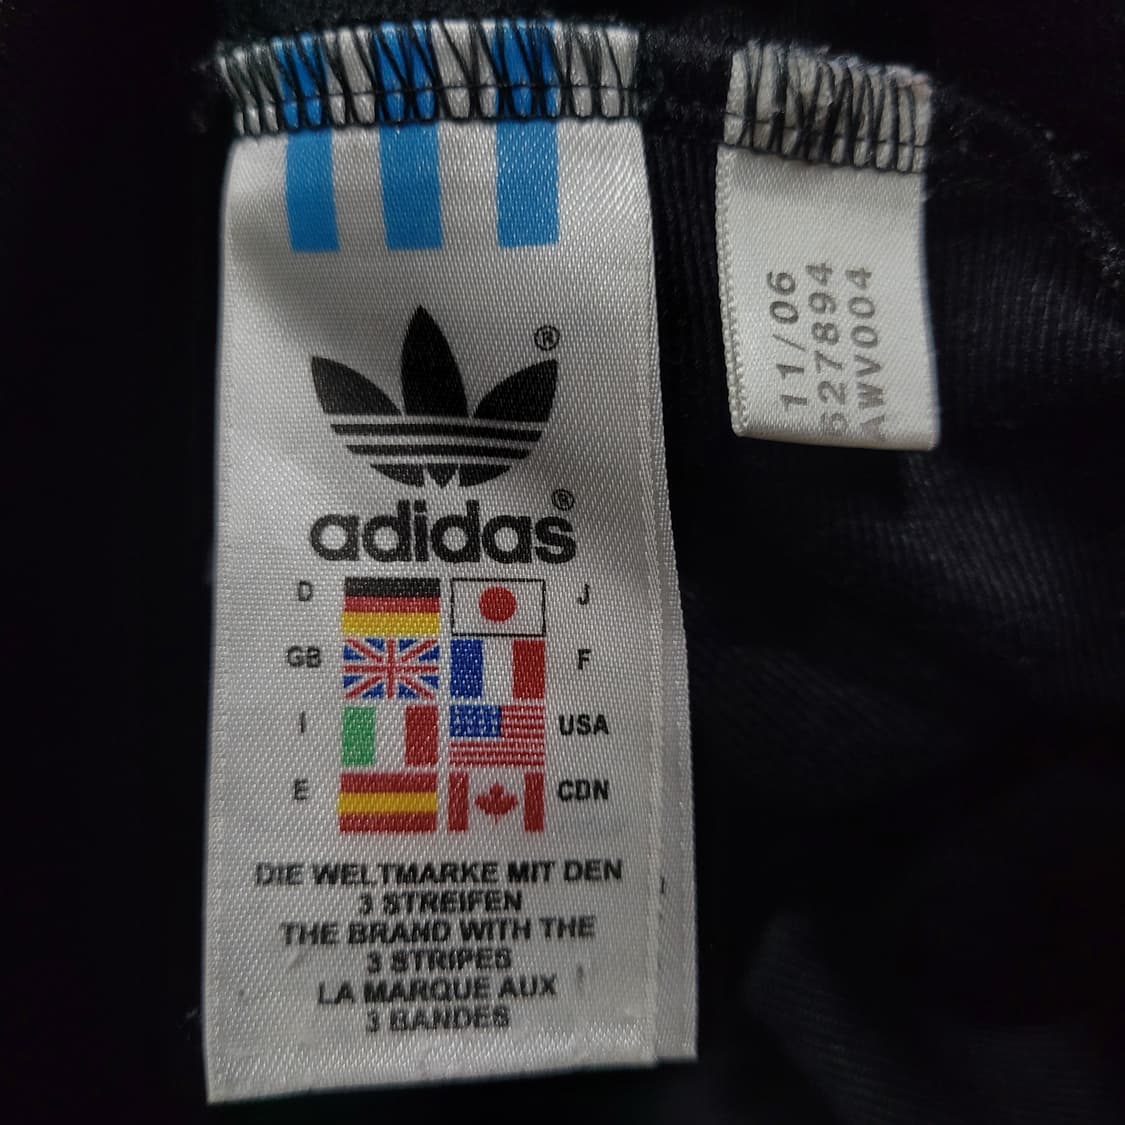 ®
adidas®
D J
GB F
I USA
E CDN
DIE WELTMARKE MIT DEN
3 STREIFEN
THE BRAND WITH THE
3 STRIPES
LA MARQUE AUX
3 BANDES
11/06
627894
AWV004